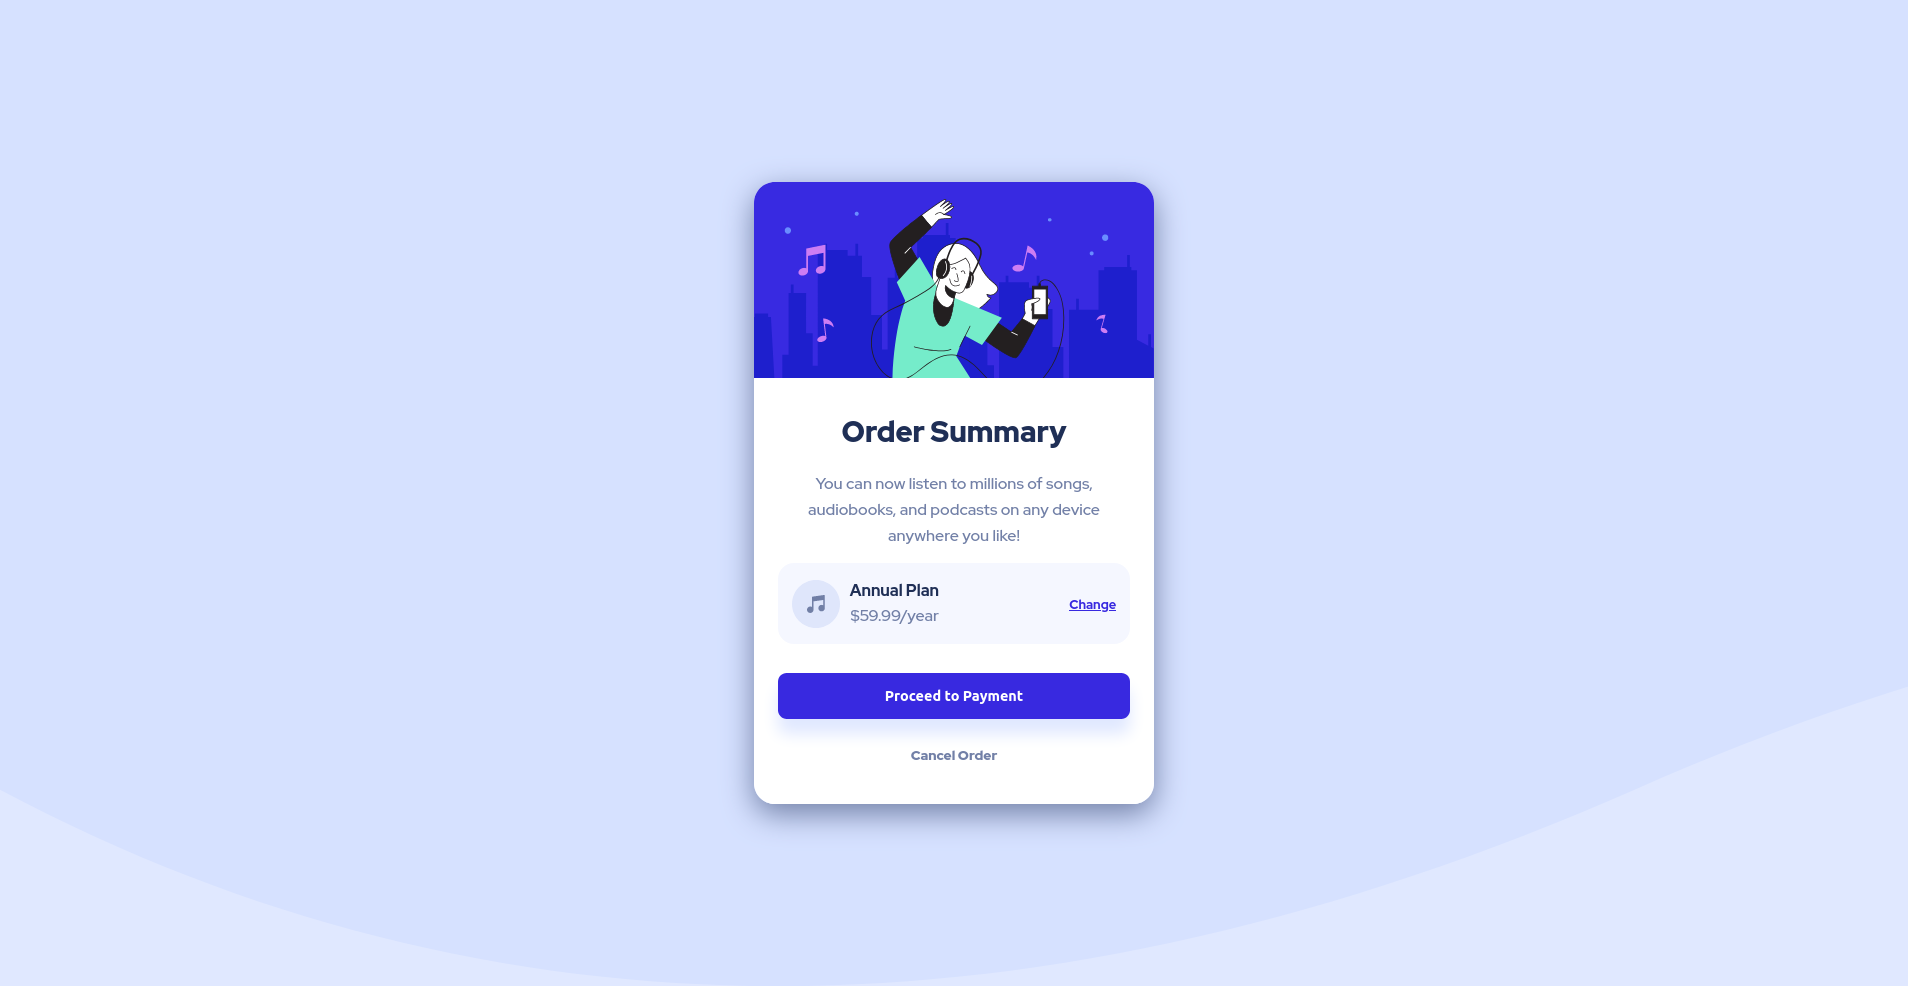 Order Summary
You can now listen to millions of songs,
audiobooks, and podcasts on any device
anywhere you like!
Annual Plan
$59.99/year
Change
Proceed to Payment
Cancel Order